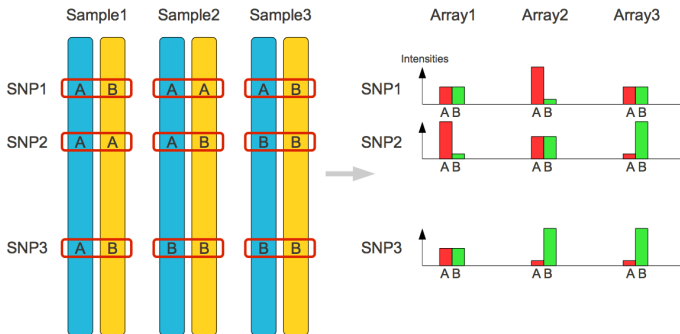 Sample1 Sample2 Sample3 Array1 Array2 Array3
Intensities
SNP1 A B A A A B SNP1
A B A B A B
SNP2 A A A B B B SNP2
A B A B A B
SNP3 A B B B B B SNP3
A B A B A B